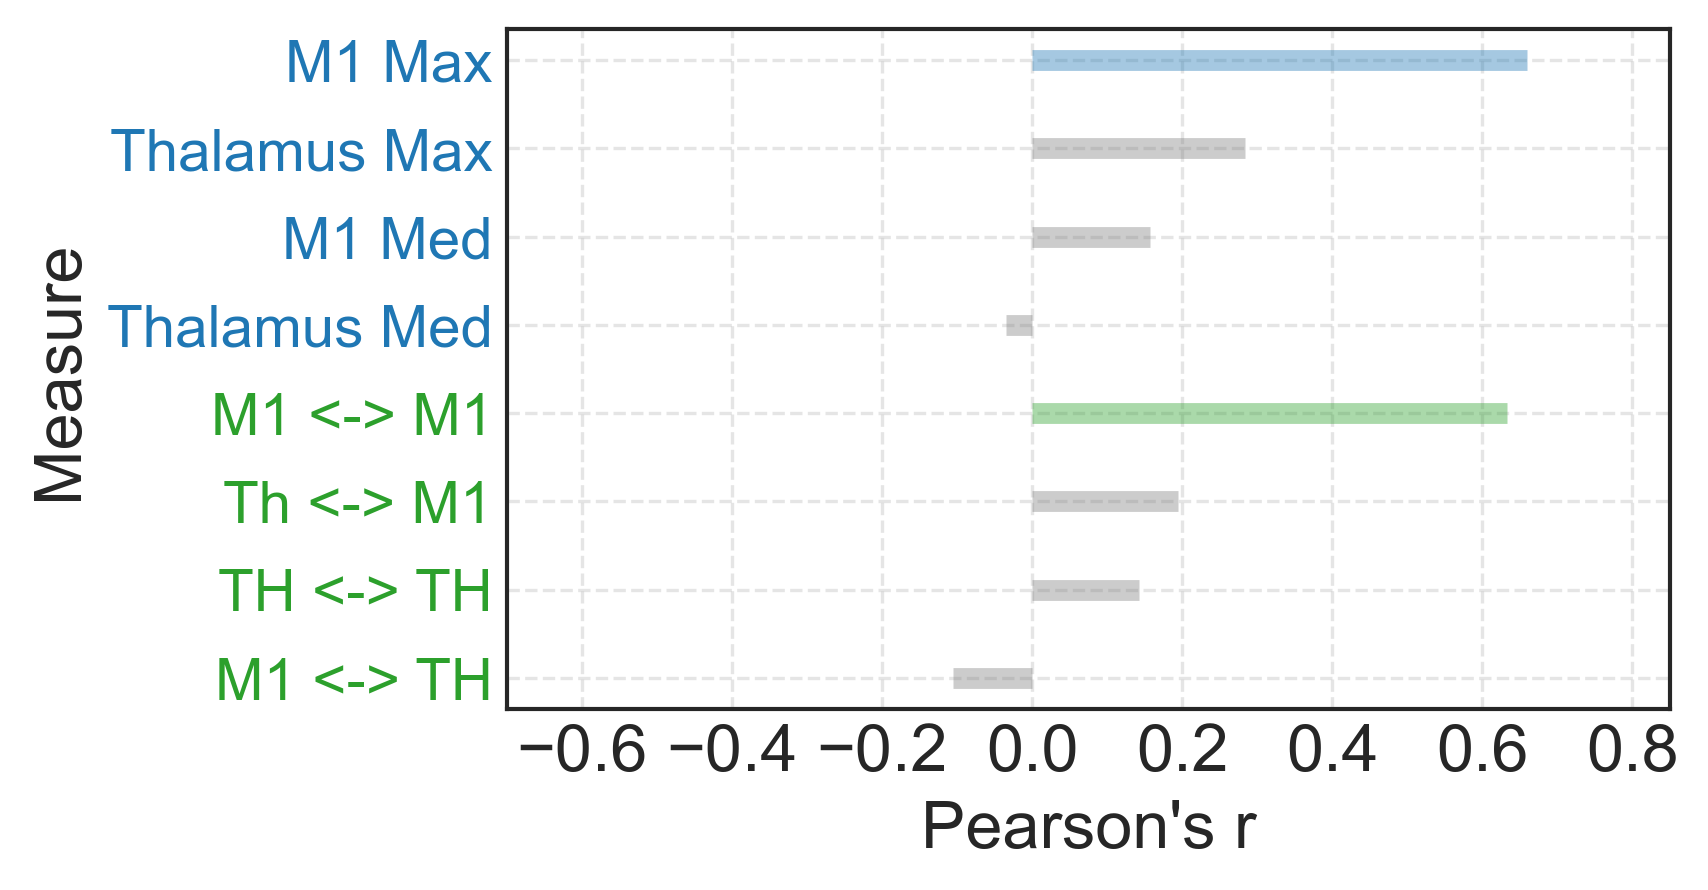 M1 Max
Thalamus Max
M1 Med
Thalamus Med
M1 <-> M1
Th <-> M1
TH <-> TH
M1 <-> TH
Measure
−0.6 −0.4 −0.2 0.0 0.2 0.4 0.6 0.8
Pearson's r